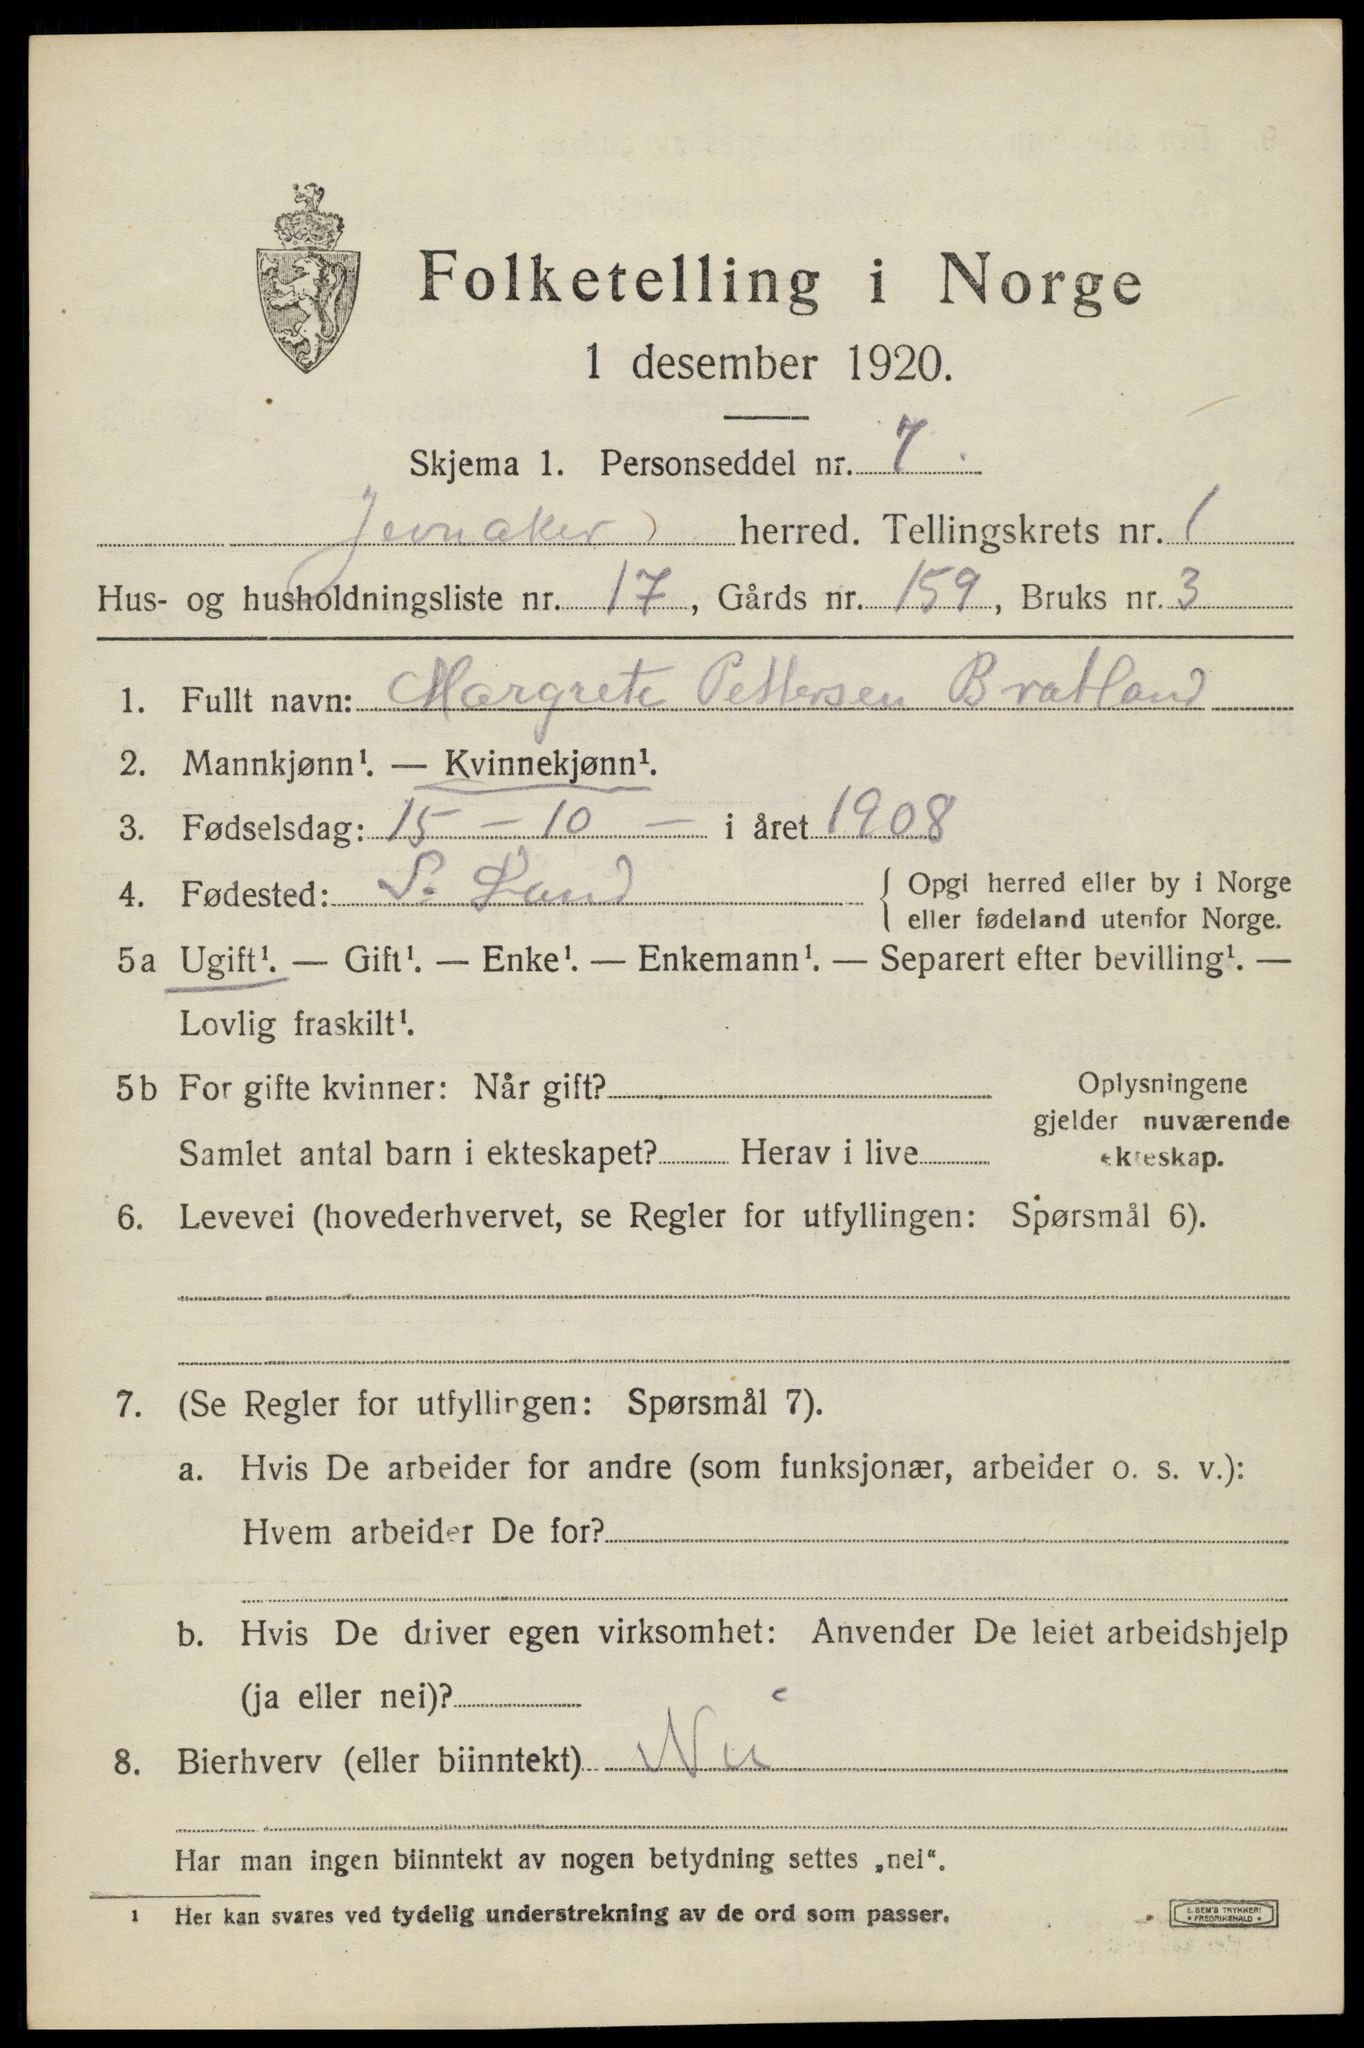 Folketelling i Norge
1 desember 1920.
Skjema 1. Personseddel nr. 7
Jevnaker herred. Tellingskrets nr. 1
Hus- og husholdningsliste nr. 17, Gårds nr. 159, Bruks nr. 3
1. Fullt navn: Margrete Pettersen Bratland
2. Mannkjønn¹. — Kvinnekjønn¹.
3. Fødselsdag: 15 - 10 - i året 1908
4. Fødested: S. Land { Opgi herred eller by i Norge
eller fødeland utenfor Norge.
5a Ugift¹. — Gift¹. — Enke¹. — Enkemann¹. — Separert efter bevilling¹. —
Lovlig fraskilt¹.
5b For gifte kvinner: Når gift? Oplysningene
gjelder nuværende
Samlet antal barn i ekteskapet? Herav i live ekteskap.
6. Levevei (hovederhvervet, se Regler for utfyllingen: Spørsmål 6).
7. (Se Regler for utfyllingen: Spørsmål 7).
a. Hvis De arbeider for andre (som funksjonær, arbeider o. s. v.):
Hvem arbeider De for?
b. Hvis De driver egen virksomhet: Anvender De leiet arbeidshjelp
(ja eller nei)?
8. Bierhverv (eller biinntekt) Nei
Har man ingen biinntekt av nogen betydning settes „nei“.
1 Her kan svares ved tydelig understrekning av de ord som passer.
E. SEM'S TRYKKERI
• FREDRIKSHALD •